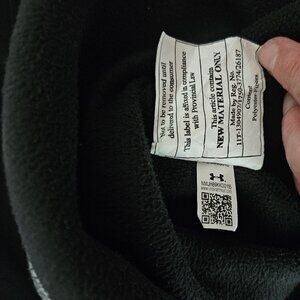 Not to be removed until
delivered to the consumer
This label is affixed in compliance
with Provincial Law
This article contains
NEW MATERIAL ONLY
Made by Reg. No.
Content
Polyester Fibers